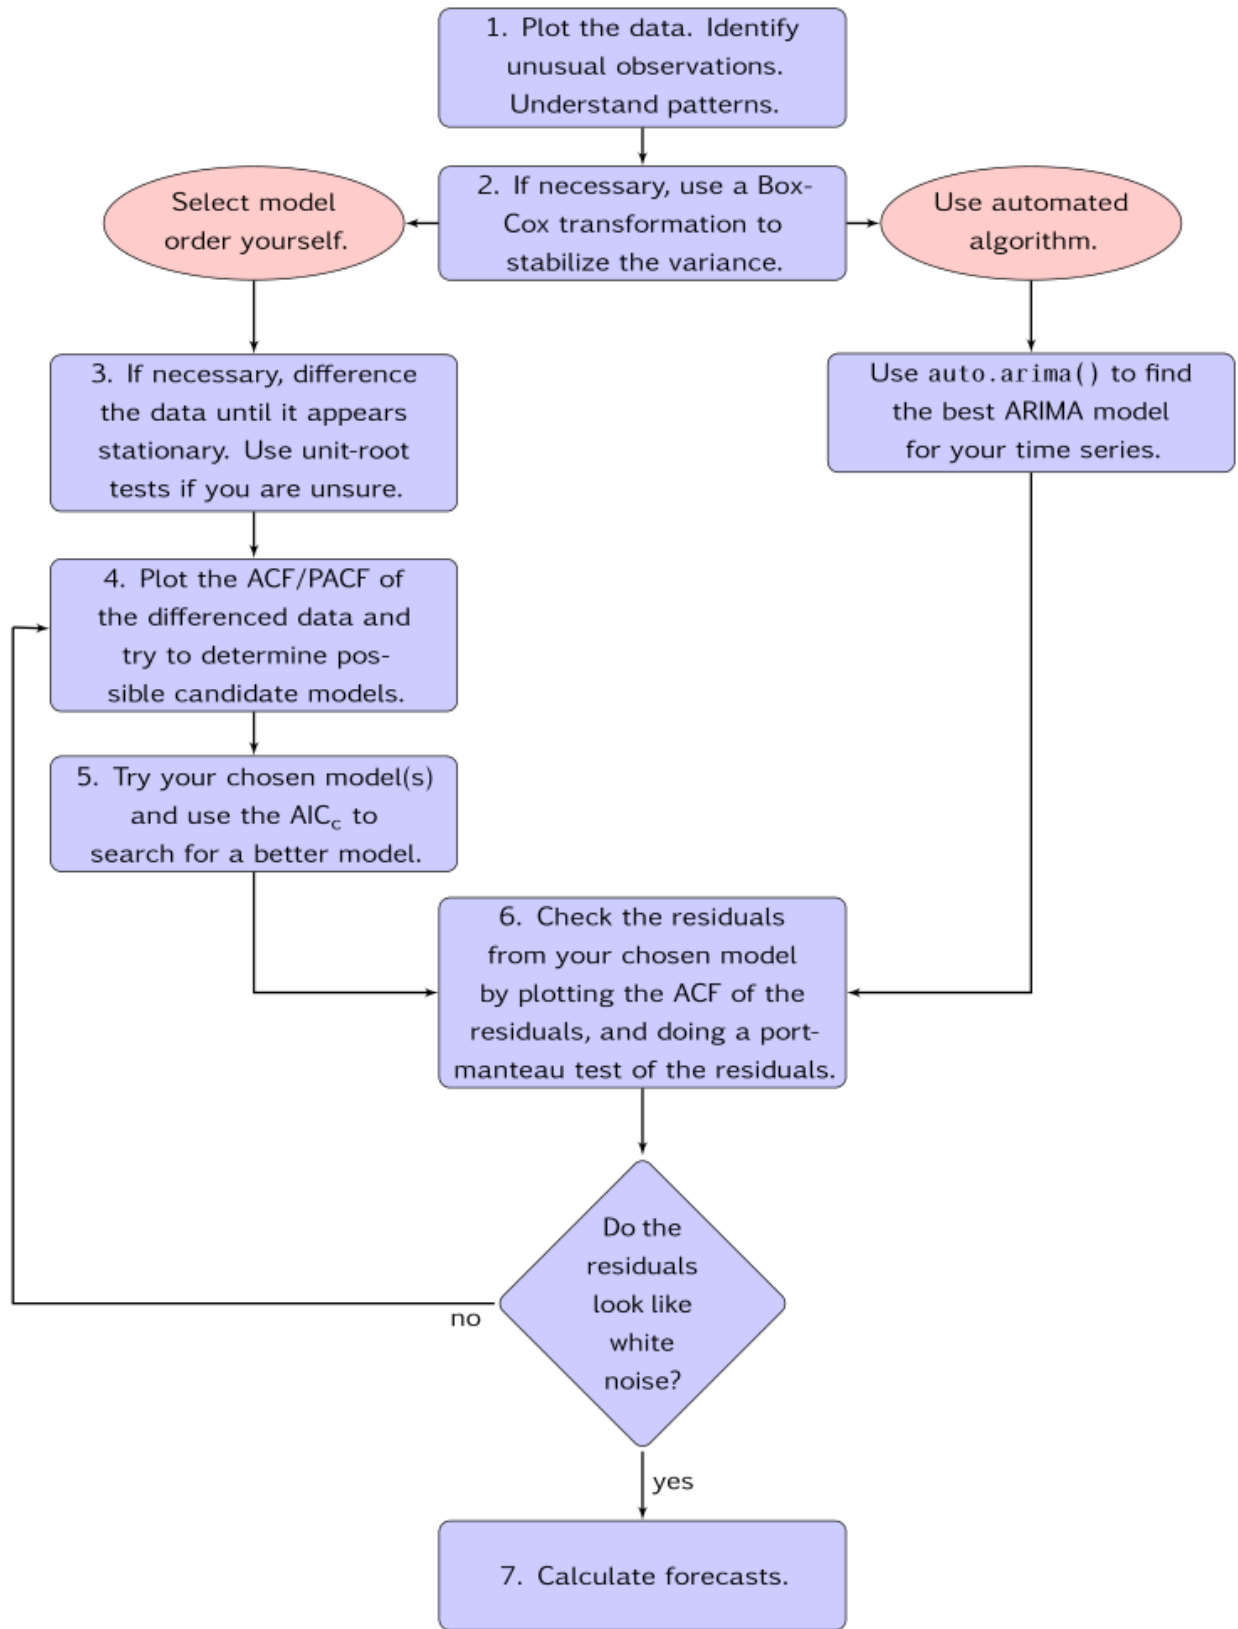 1. Plot the data. Identify
unusual observations.
Understand patterns.
Select model
order yourself.
2. If necessary, use a Box-
Cox transformation to
stabilize the variance.
Use automated
algorithm.
3. If necessary, difference
the data until it appears
stationary. Use unit-root
tests if you are unsure.
Use auto.arima() to find
the best ARIMA model
for your time series.
4. Plot the ACF/PACF of
the differenced data and
try to determine pos-
sible candidate models.
5. Try your chosen model(s)
and use the AICc to
search for a better model.
6. Check the residuals
from your chosen model
by plotting the ACF of the
residuals, and doing a port-
manteau test of the residuals.
Do the
residuals
look like
white
noise?
no
yes
7. Calculate forecasts.